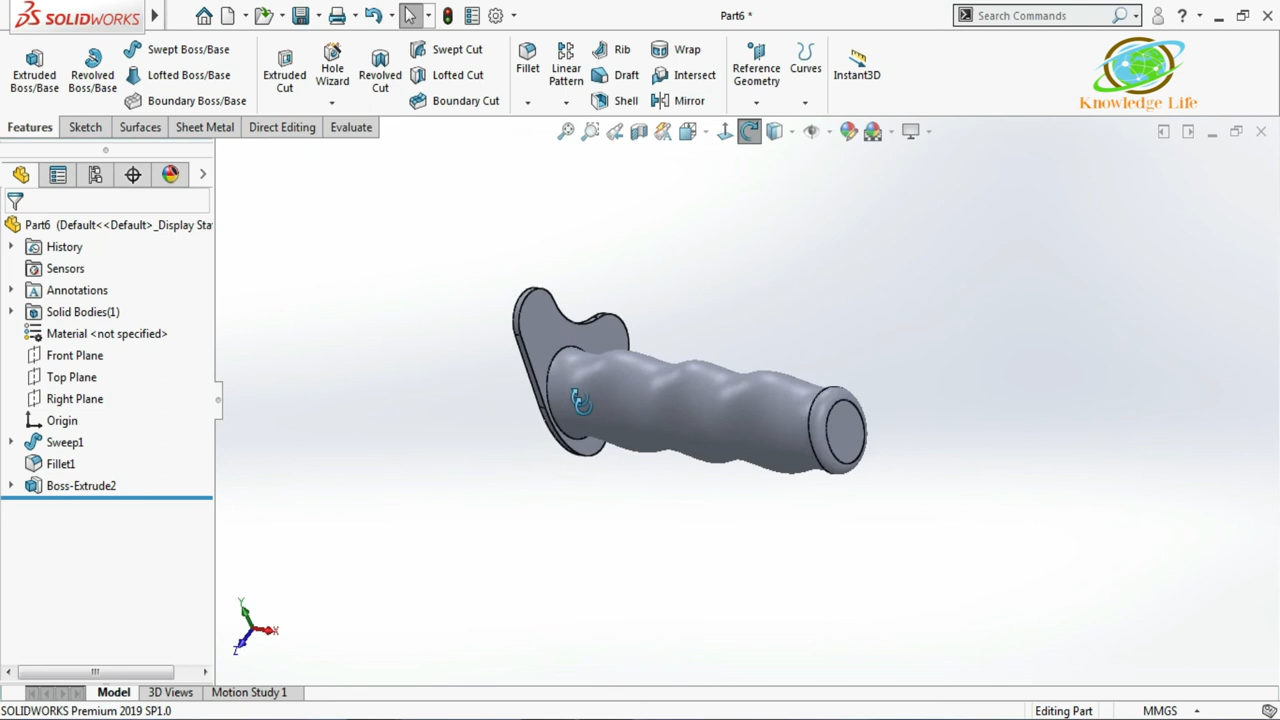 SOLIDWORKS
Part6 *
Search Commands
?
Extruded Boss/Base
Revolved Boss/Base
Swept Boss/Base
Lofted Boss/Base
Boundary Boss/Base
Extruded Cut
Hole Wizard
Revolved Cut
Swept Cut
Lofted Cut
Boundary Cut
Fillet
Linear Pattern
Rib
Draft
Shell
Wrap
Intersect
Mirror
Reference Geometry
Curves
Instant3D
Knowledge Life
Features
Sketch
Surfaces
Sheet Metal
Direct Editing
Evaluate
Part6 (Default<<Default>_Display Sta
History
Sensors
Annotations
Solid Bodies(1)
Material <not specified>
Front Plane
Top Plane
Right Plane
Origin
Sweep1
Fillet1
Boss-Extrude2
Y
X
Z
Model
3D Views
Motion Study 1
SOLIDWORKS Premium 2019 SP1.0
Editing Part
MMGS